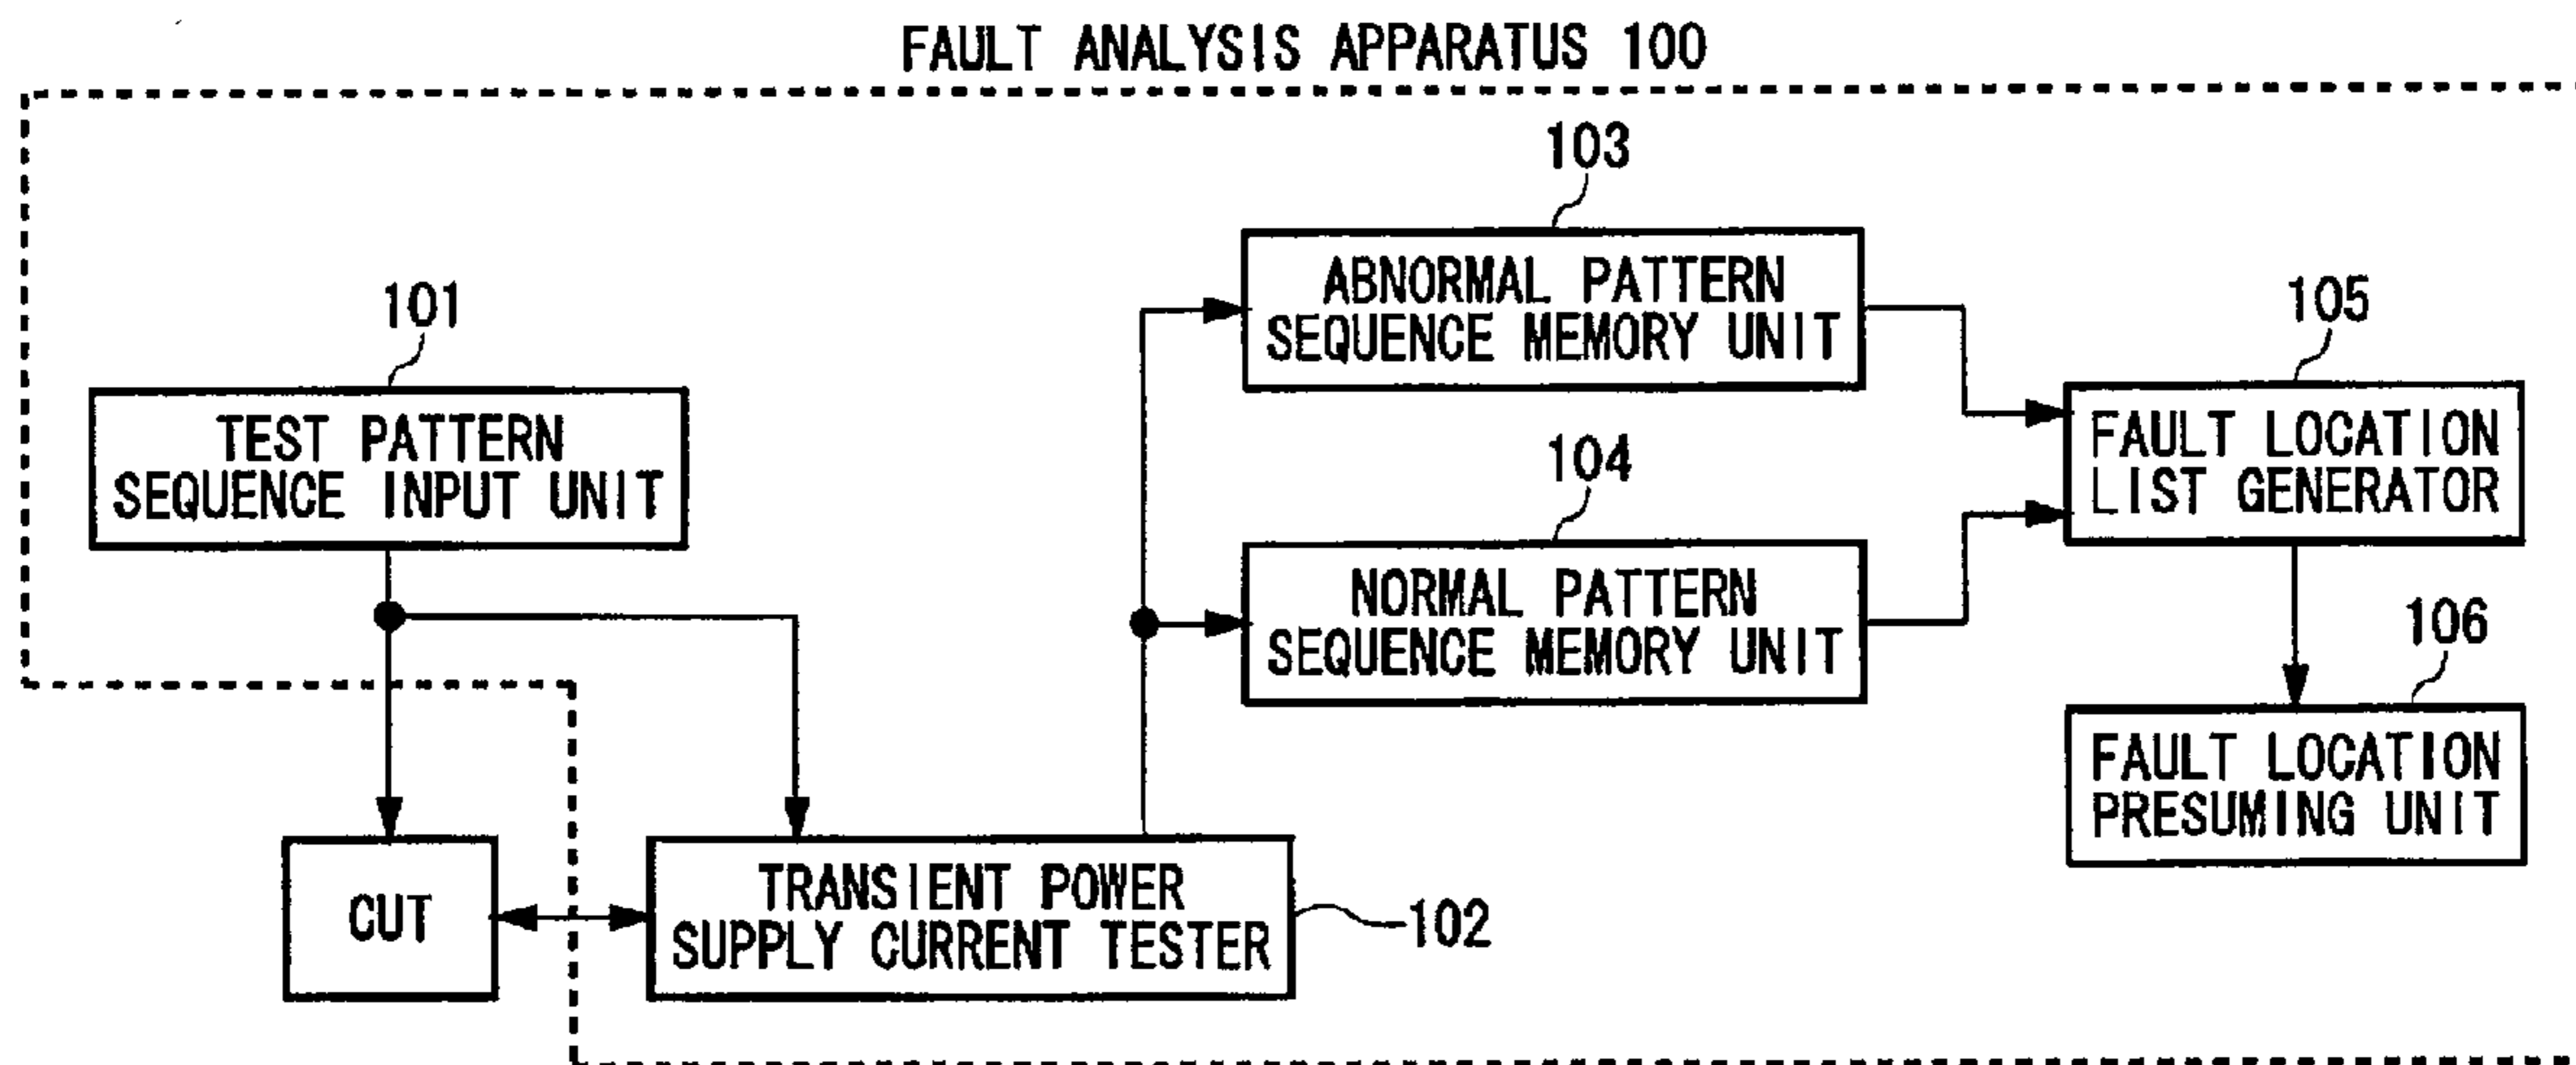 FAULT ANALYSIS APPARATUS 100
103
ABNORMAL PATTERN
SEQUENCE MEMORY UNIT
101
TEST PATTERN
SEQUENCE INPUT UNIT
105
FAULT LOCATION
LIST GENERATOR
104
NORMAL PATTERN
SEQUENCE MEMORY UNIT
106
FAULT LOCATION
PRESUMING UNIT
CUT
TRANSIENT POWER
SUPPLY CURRENT TESTER
102